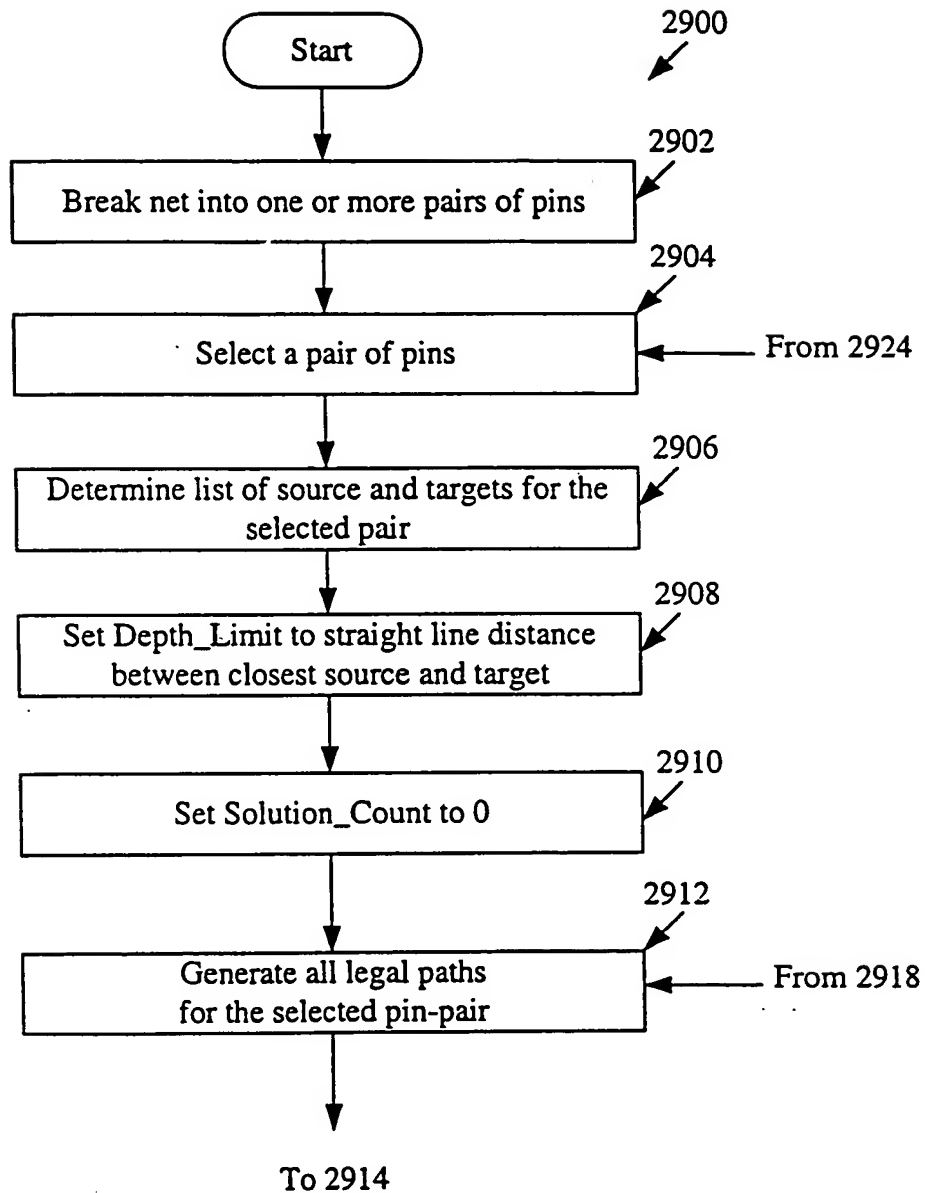 Start
2900
2902
Break net into one or more pairs of pins
2904
Select a pair of pins
From 2924
2906
Determine list of source and targets for the
selected pair
2908
Set Depth_Limit to straight line distance
between closest source and target
2910
Set Solution_Count to 0
2912
Generate all legal paths
for the selected pin-pair
From 2918
To 2914